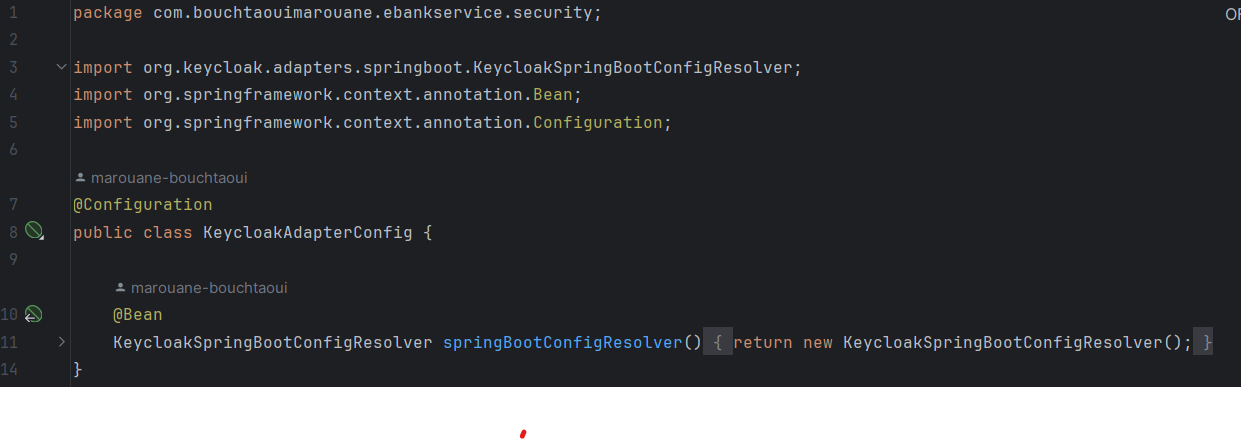 1 package com.bouchtaouimarouane.ebankservice.security;
2
3 import org.keycloak.adapters.springboot.KeycloakSpringBootConfigResolver;
4 import org.springframework.context.annotation.Bean;
5 import org.springframework.context.annotation.Configuration;
6
marouane-bouchtaoui
7 @Configuration
8 public class KeycloakAdapterConfig {
9
marouane-bouchtaoui
10 @Bean
11 KeycloakSpringBootConfigResolver springBootConfigResolver() { return new KeycloakSpringBootConfigResolver(); }
14 }